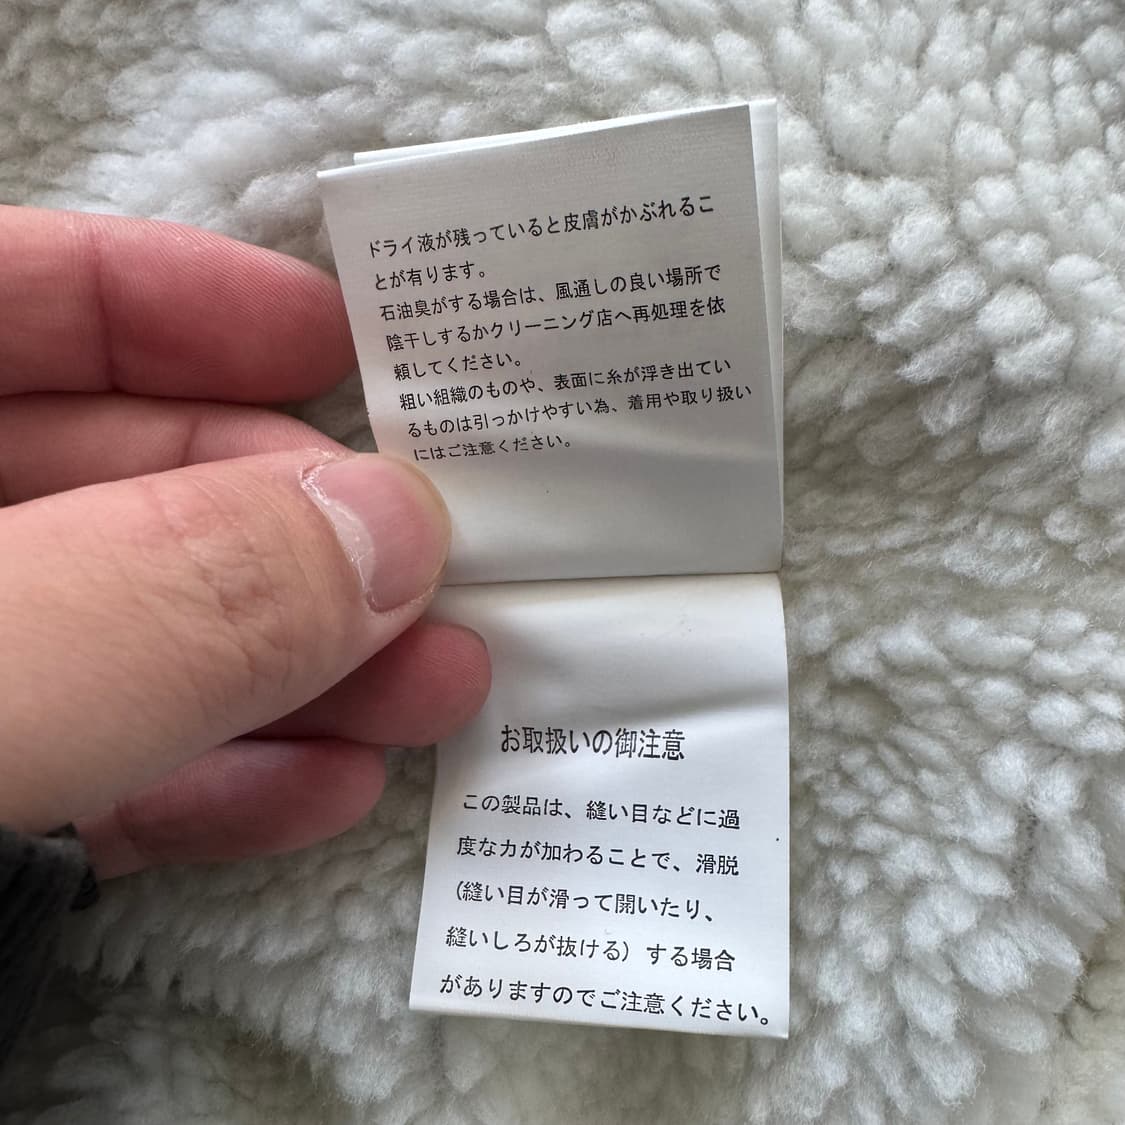 ドライ液が残っていると皮膚がかぶれるこ
とが有ります。
石油臭がする場合は、風通しの良い場所で
陰干しするかクリーニング店へ再処理を依
頼してください。
粗い組織のものや、表面に糸が浮き出てい
るものは引っかけやすい為、着用や取り扱い
にはご注意ください。
お取扱いの御注意
この製品は、縫い目などに過
度な力が加わることで、滑脱
(縫い目が滑って開いたり、
縫いしろが抜ける)する場合
がありますのでご注意ください。